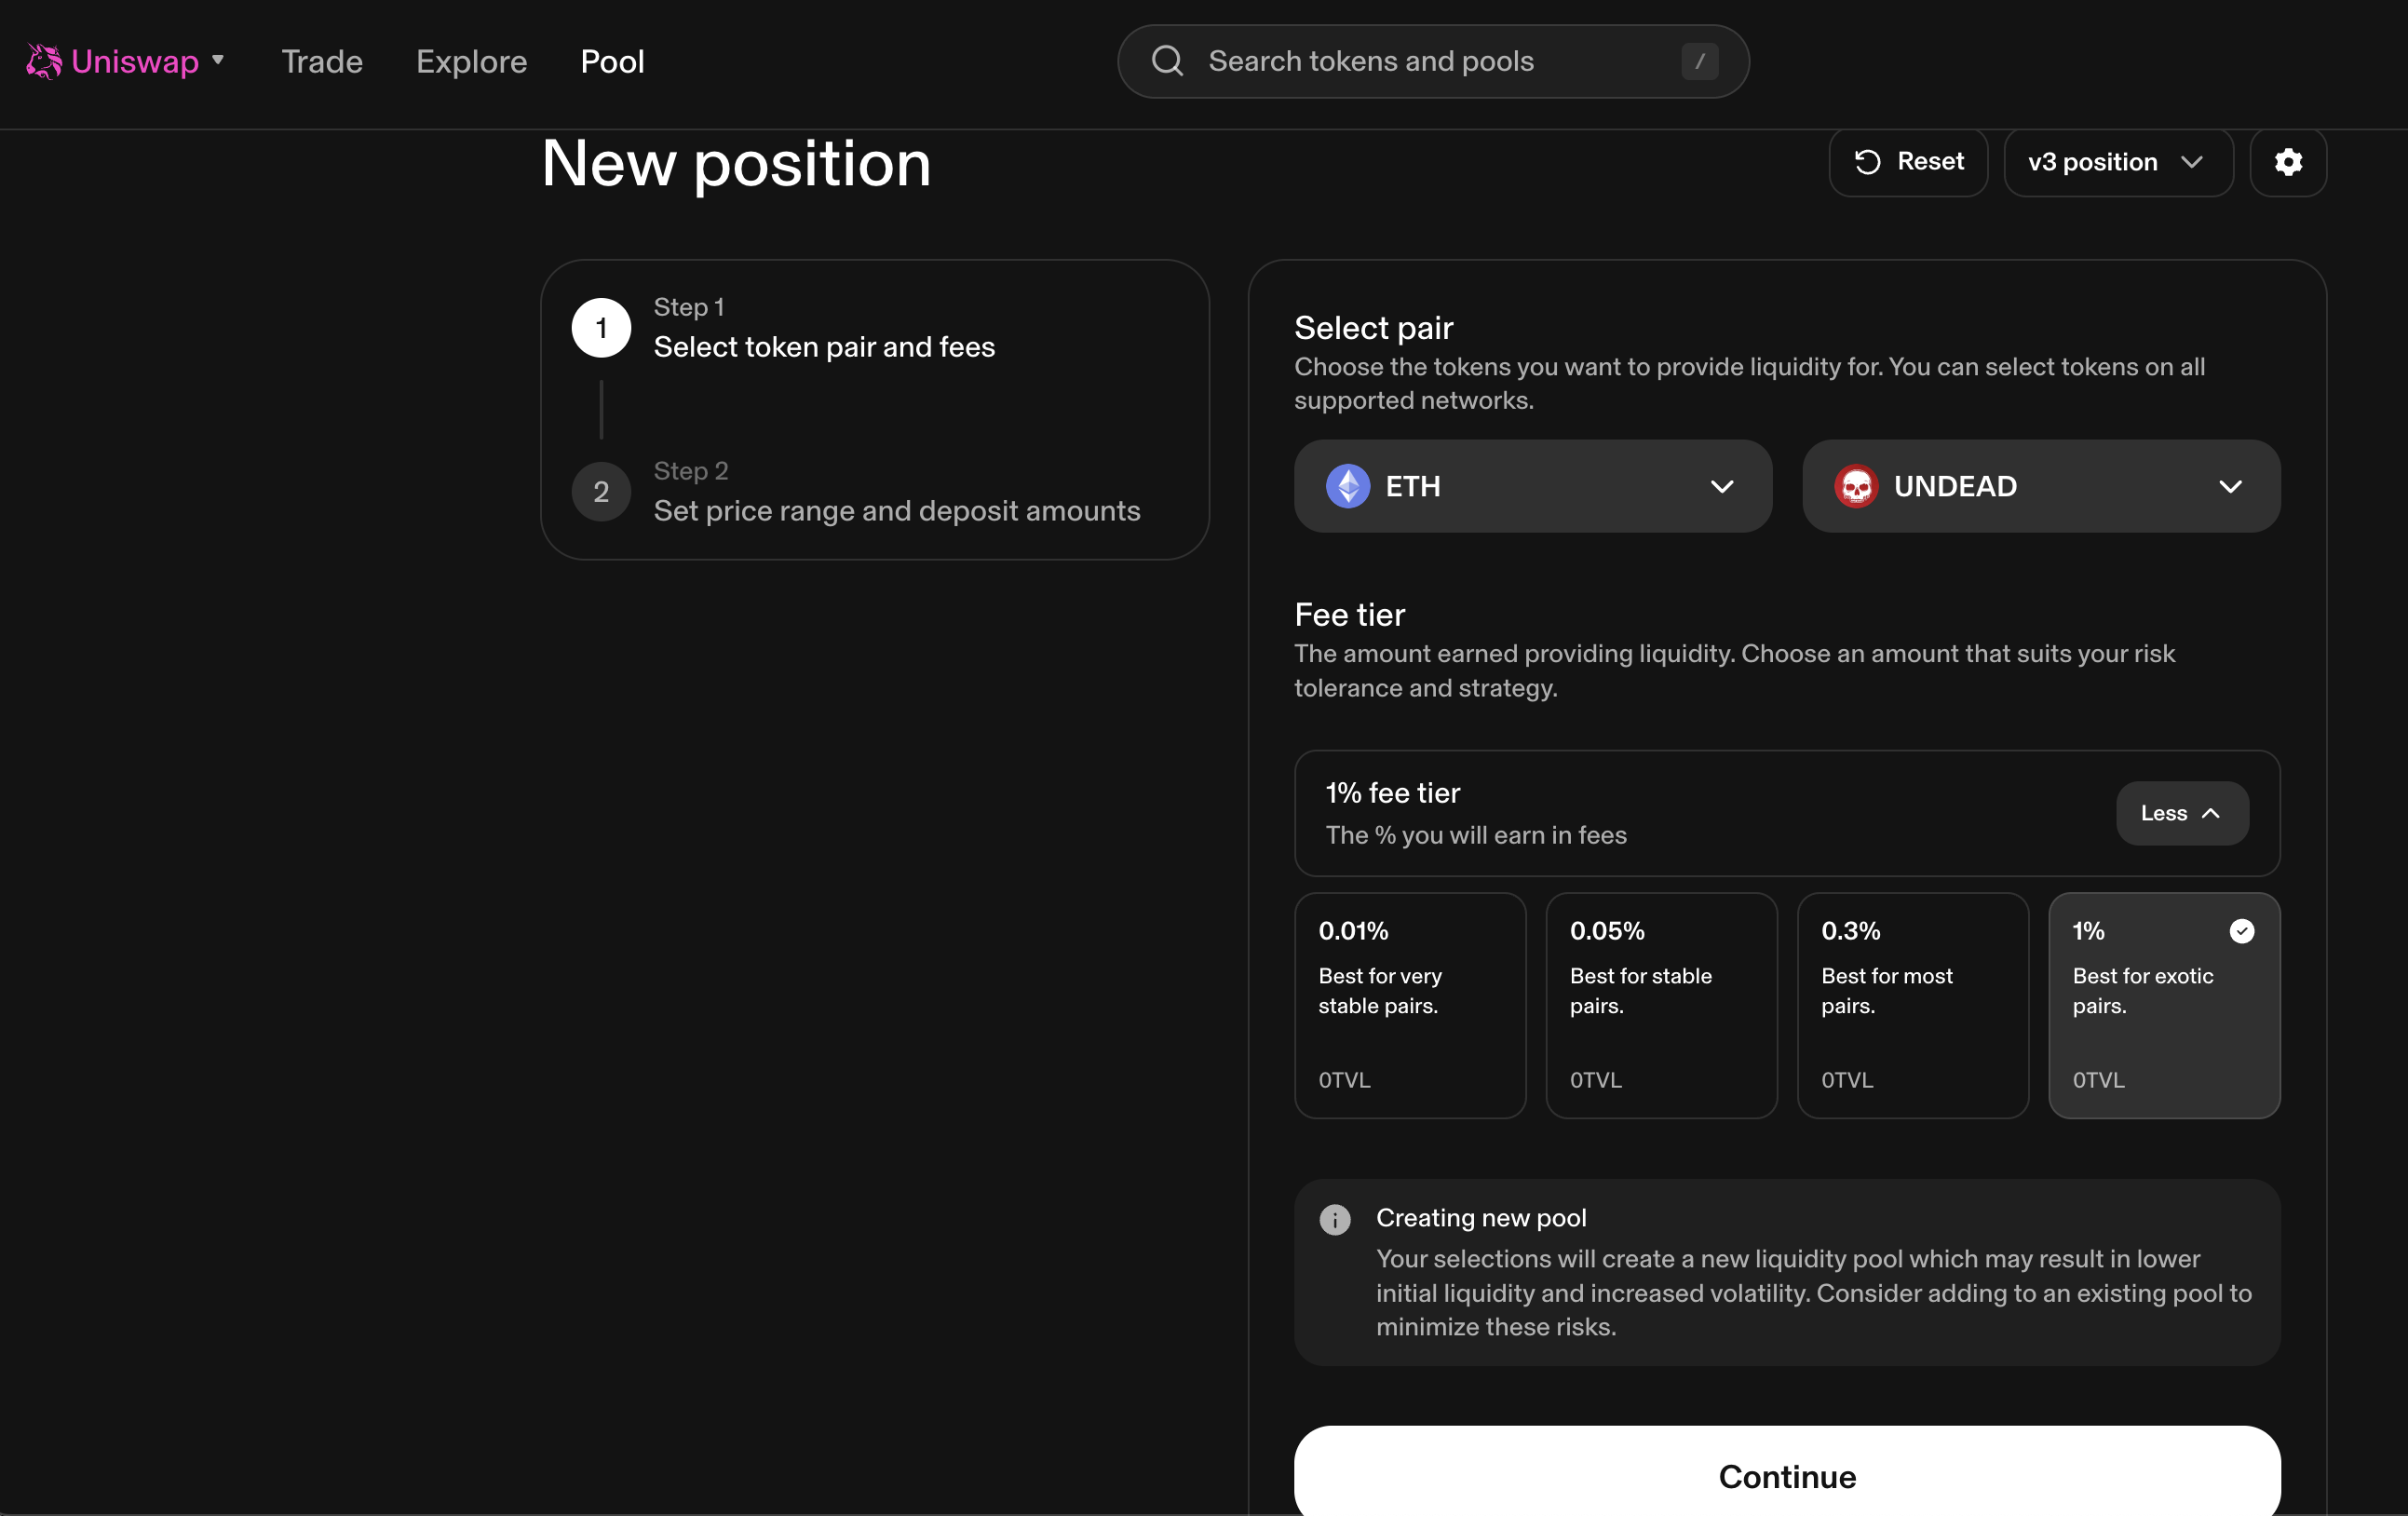 Uniswap
Trade
Explore
Pool
Search tokens and pools
/
New position
Reset
v3 position
1
Step 1
Select token pair and fees
2
Step 2
Set price range and deposit amounts
Select pair
Choose the tokens you want to provide liquidity for. You can select tokens on all
supported networks.
ETH
UNDEAD
Fee tier
The amount earned providing liquidity. Choose an amount that suits your risk
tolerance and strategy.
1% fee tier
The % you will earn in fees
Less
0.01%
Best for very
stable pairs.
0TVL
0.05%
Best for stable
pairs.
0TVL
0.3%
Best for most
pairs.
0TVL
1%
Best for exotic
pairs.
0TVL
Creating new pool
Your selections will create a new liquidity pool which may result in lower
initial liquidity and increased volatility. Consider adding to an existing pool to
minimize these risks.
Continue